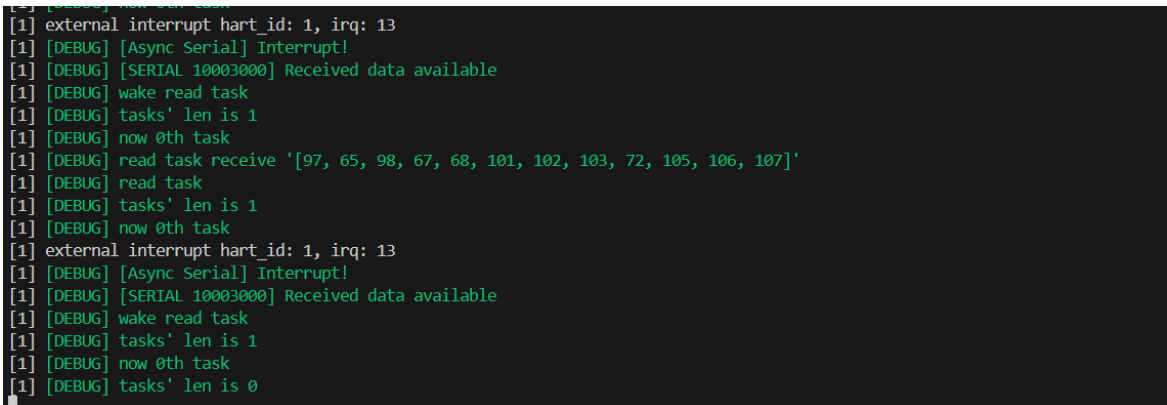 [1] external interrupt hart_id: 1, irq: 13
[1] [DEBUG] [Async Serial] Interrupt!
[1] [DEBUG] [SERIAL 10003000] Received data available
[1] [DEBUG] wake read task
[1] [DEBUG] tasks' len is 1
[1] [DEBUG] now 0th task
[1] [DEBUG] read task receive '[97, 65, 98, 67, 68, 101, 102, 103, 72, 105, 106, 107]'
[1] [DEBUG] read task
[1] [DEBUG] tasks' len is 1
[1] [DEBUG] now 0th task
[1] external interrupt hart_id: 1, irq: 13
[1] [DEBUG] [Async Serial] Interrupt!
[1] [DEBUG] [SERIAL 10003000] Received data available
[1] [DEBUG] wake read task
[1] [DEBUG] tasks' len is 1
[1] [DEBUG] now 0th task
[1] [DEBUG] tasks' len is 0